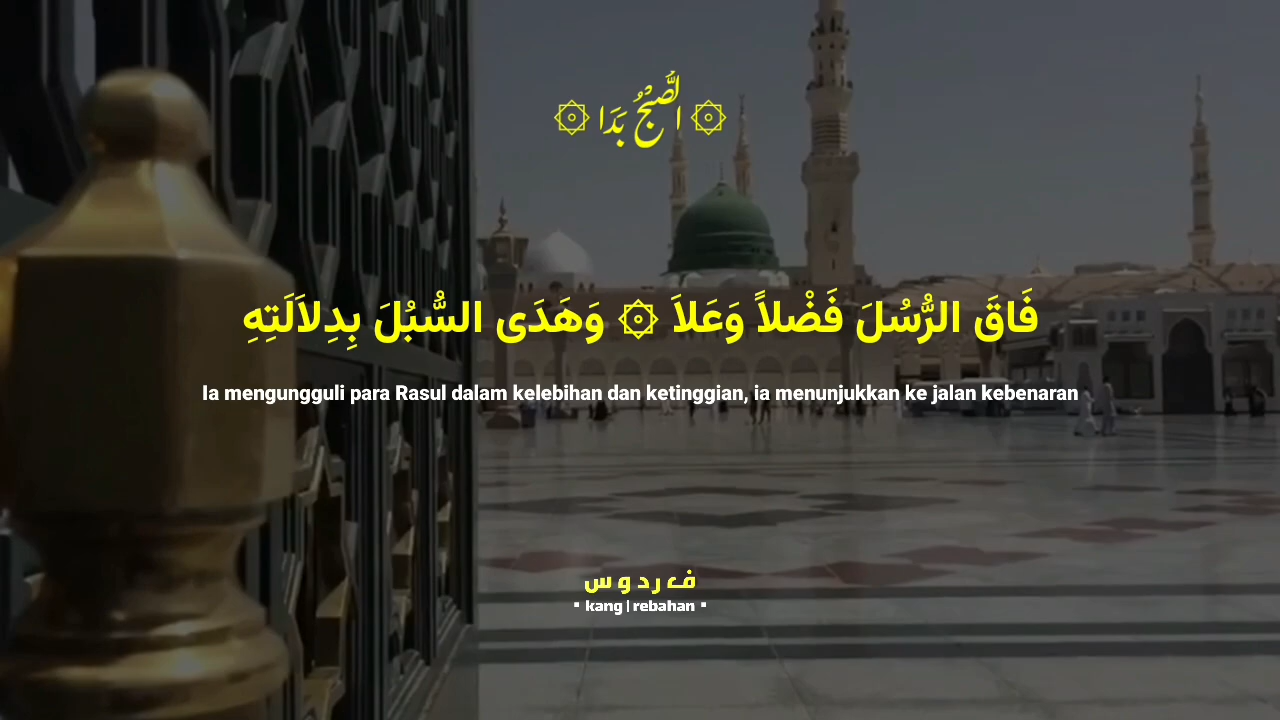 ۞ الصُّبْحُ بَدَا ۞
فَاقَ الرُّسُلَ فَضْلاً وَعَلاَ ۞ وَهَدَى السُّبُلَ بِدِلاَلَتِهِ
Ia mengungguli para Rasul dalam kelebihan dan ketinggian, ia menunjukkan ke jalan kebenaran
ف ر د و س
▪ kang | rebahan ▪